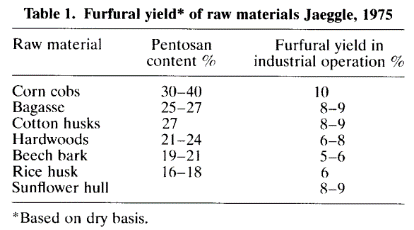 Table 1. Furfural yield* of raw materials Jaeggle, 1975
Raw material Pentosan content % Furfural yield in industrial operation %
Corn cobs 30–40 10
Bagasse 25–27 8–9
Cotton husks 27 8–9
Hardwoods 21–24 6–8
Beech bark 19–21 5–6
Rice husk 16–18 6
Sunflower hull 8–9
*Based on dry basis.